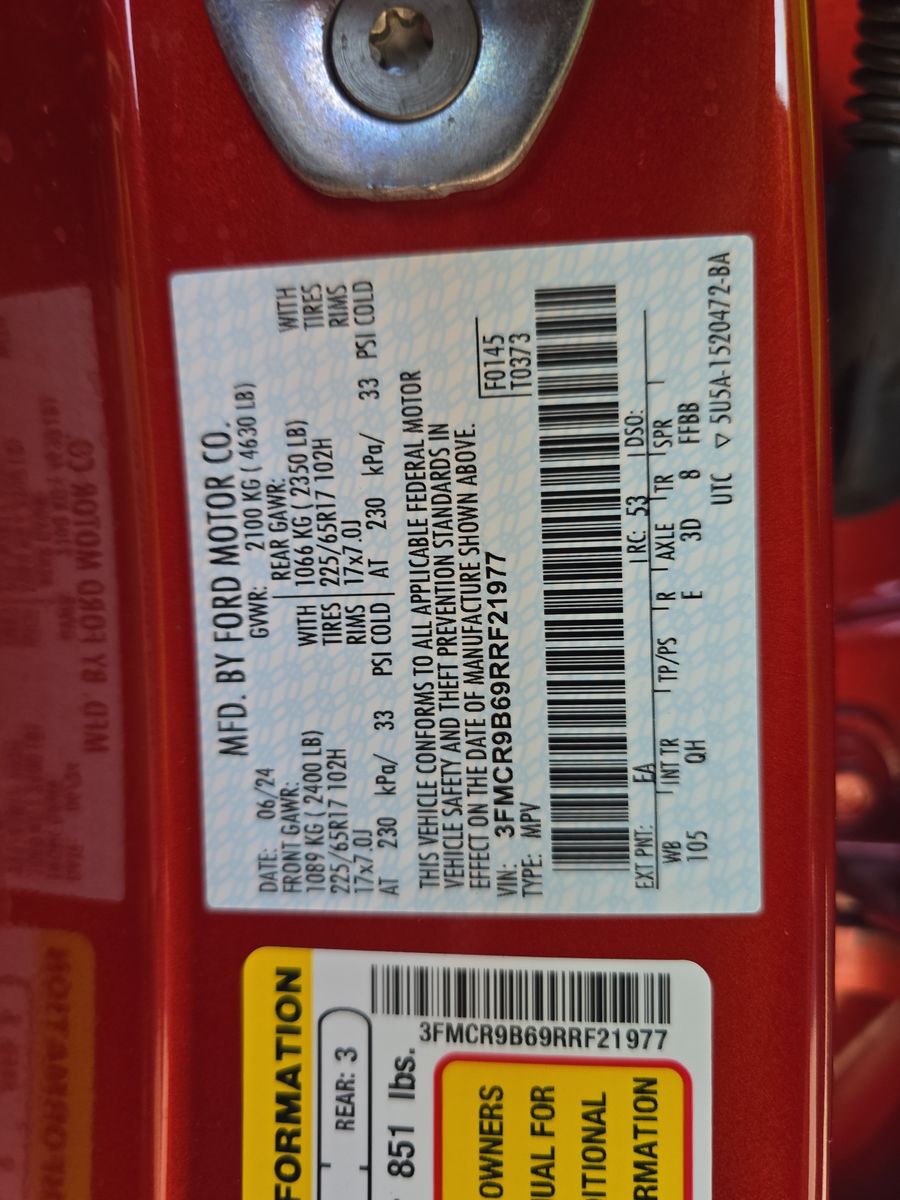 MFD. BY FORD MOTOR CO.
DATE: 06/24 GVWR: 2100 KG ( 4630 LB)
FRONT GAWR: REAR GAWR: WITH
1089 KG ( 2400 LB) WITH 1066 KG ( 2350 LB) TIRES
225/65R17 102H TIRES 225/65R17 102H RIMS
17x7.0J RIMS 17x7.0J
AT 230 kPa/ 33 PSI COLD AT 230 kPa/ 33 PSI COLD
THIS VEHICLE CONFORMS TO ALL APPLICABLE FEDERAL MOTOR
VEHICLE SAFETY AND THEFT PREVENTION STANDARDS IN
EFFECT ON THE DATE OF MANUFACTURE SHOWN ABOVE.
VIN: 3FMCR9B69RRF21977 F0145
TYPE: MPV T0373
EXT PNT: EA RC: 53 DSO:
WB INT TR TP/PS R AXLE TR SPR
105 QH E 3D 8 FFBB
UTC ▽ 5U5A-1520472-BA
FORMATION
REAR: 3
851 lbs.
3FMCR9B69RRF21977
OWNERS
UAL FOR
ITIONAL
RMATION